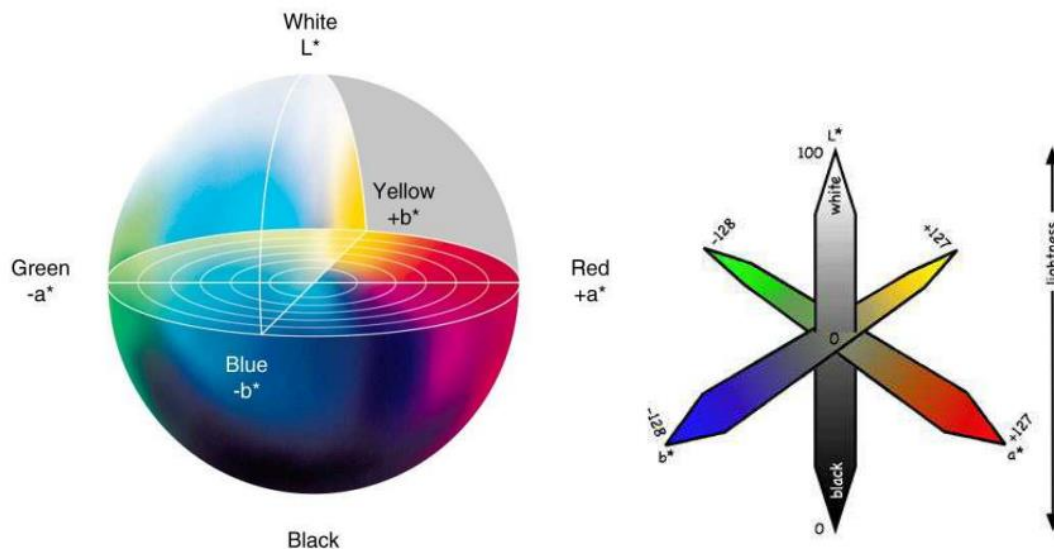 White
L*
Yellow
+b*
Green
-a*
Red
+a*
Blue
-b*
Black
L*
100
white
-128
+127
0
-128
b*
+127
a*
black
0
lightness